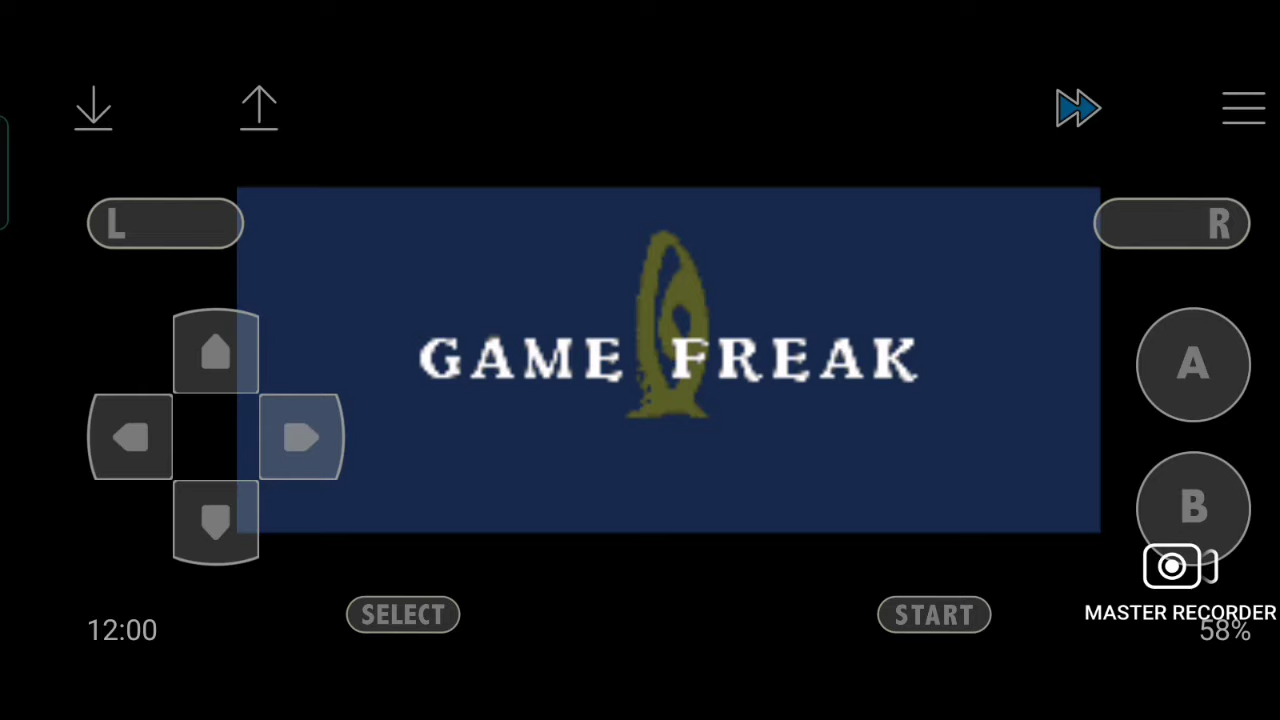 L
R
GAME FREAK
A
B
SELECT
START
MASTER RECORDER
12:00
58%